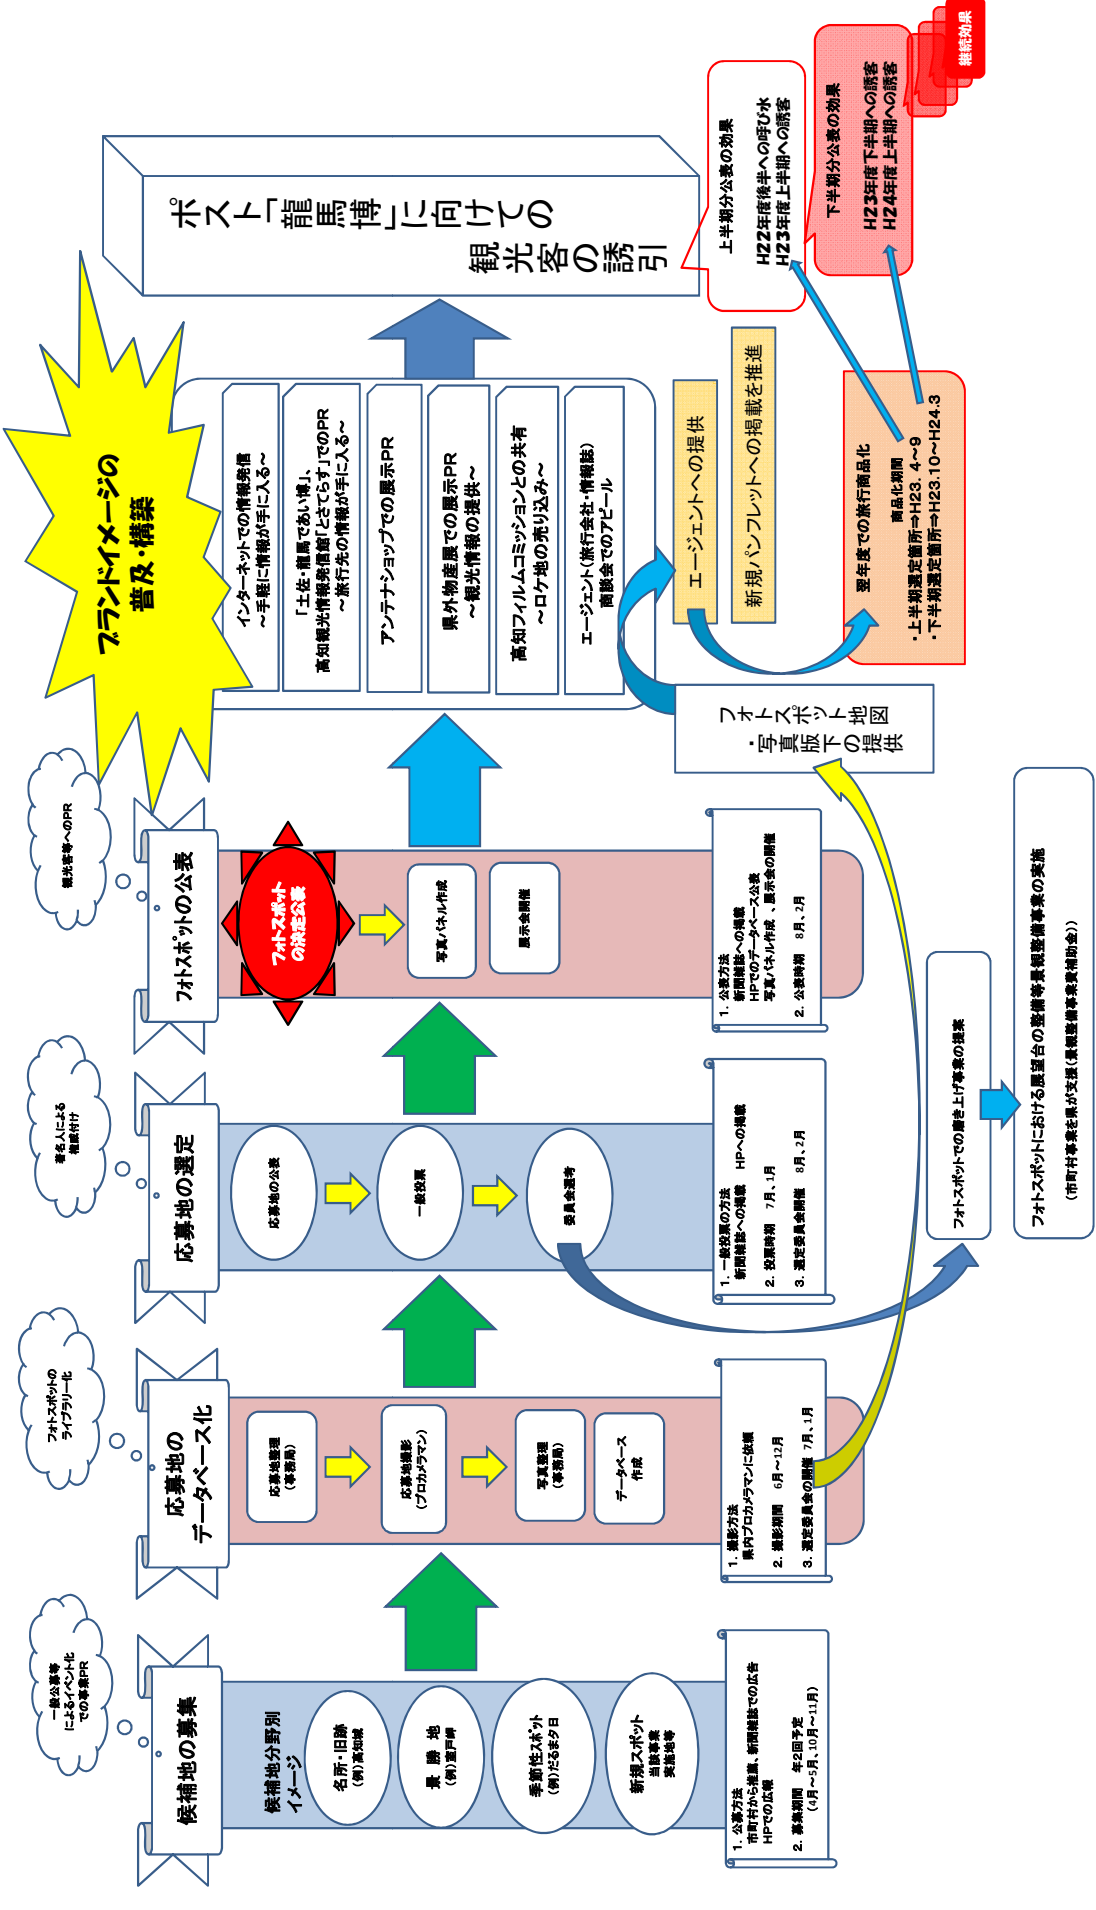 一般公募等
によるイベント化
での事業PR
候補地の募集
候補地分野別
イメージ
名所・旧跡
(例)高知城
景 勝 地
(例)室戸岬
季節性スポット
(例)だるま夕日
新規スポット
当該事業
実施地等
1. 公募方法
市町村から推薦、新聞雑誌での広告
HPでの広報
2. 募集期間 年2回予定
(4月～5月、10月～11月)
フォトスポットの
ライブラリー化
応募地の
データベース化
応募地整理
(事務局)
応募地撮影
(プロカメラマン)
写真整理
(事務局)
データベース
作成
1. 撮影方法
県内プロカメラマンに依頼
2. 撮影期間 6月～12月
3. 選定委員会の開催 7月、1月
著名人による
権威付け
応募地の選定
応募地の公表
一般投票
委員会選考
1. 一般投票の方法
新聞雑誌への掲載 HPへの掲載
2. 投票時期 7月、1月
3. 選定委員会開催 8月、2月
観光客等へのPR
フォトスポットの公表
フォトスポット
の決定公表
写真パネル作成
展示会開催
1. 公表方法
新聞雑誌への掲載
HPでのデータベース公表
写真パネル作成 、展示会の開催
2. 公表時期 8月、2月
ブランドイメージの
普及・構築
インターネットでの情報発信
～手軽に情報が手に入る～
「土佐・龍馬であい博」、
高知観光情報発信館「とさてらす」でのPR
～旅行先の情報が手に入る～
アンテナショップでの展示PR
県外物産展での展示PR
～観光情報の提供～
高知フィルムコミッションとの共有
～ロケ地の売り込み～
エージェント(旅行会社・情報誌)
商談会でのアピール
フォトスポット地図
・写真版下の提供
エージェントへの提供
新規パンフレットへの掲載を推進
翌年度での旅行商品化
商品化期間
・上半期選定箇所⇒H23. 4～9
・下半期選定箇所⇒H23.10～H24.3
フォトスポットでの磨き上げ事業の提案
フォトスポットにおける展望台の整備等景観整備事業の実施
(市町村事業を県が支援(景観整備事業費補助金))
ポスト「龍馬博」に向けての
観光客の誘引
上半期分公表の効果
H22年度後半への呼び水
H23年度上半期への誘客
下半期分公表の効果
H23年度下半期への誘客
H24年度上半期への誘客
継続効果